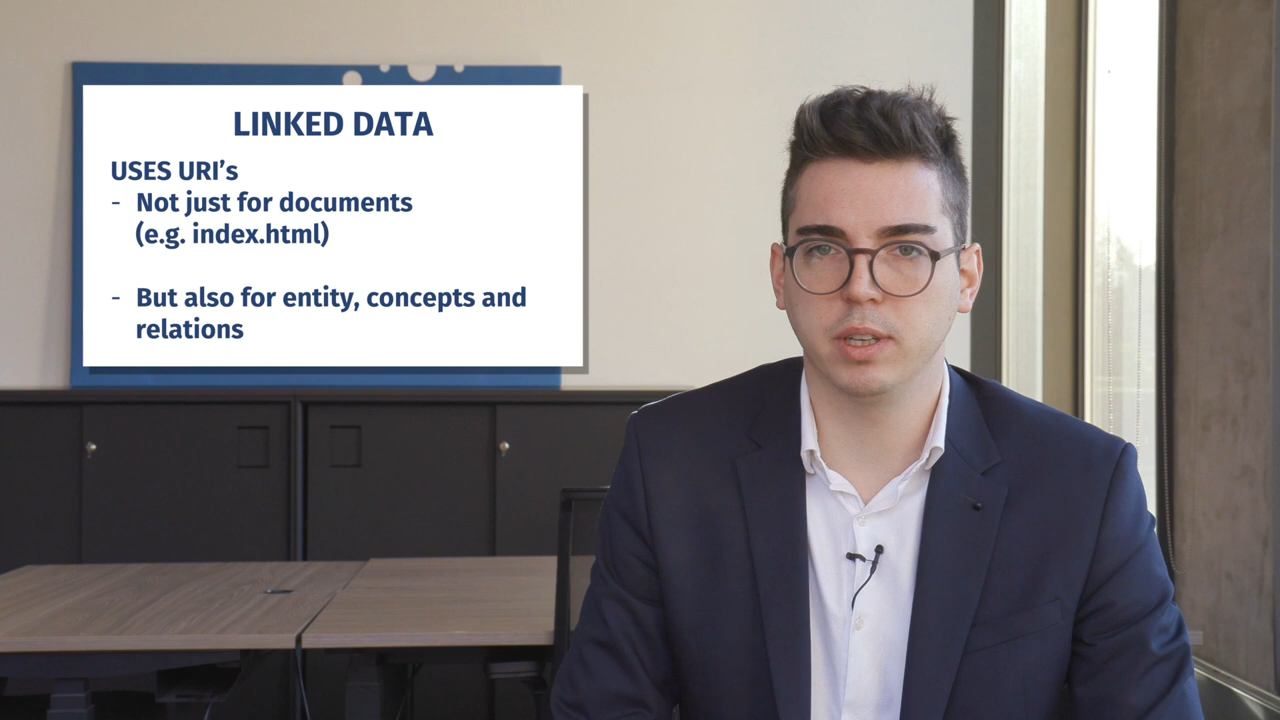 LINKED DATA
USES URI’s
- Not just for documents
(e.g. index.html)
- But also for entity, concepts and
relations